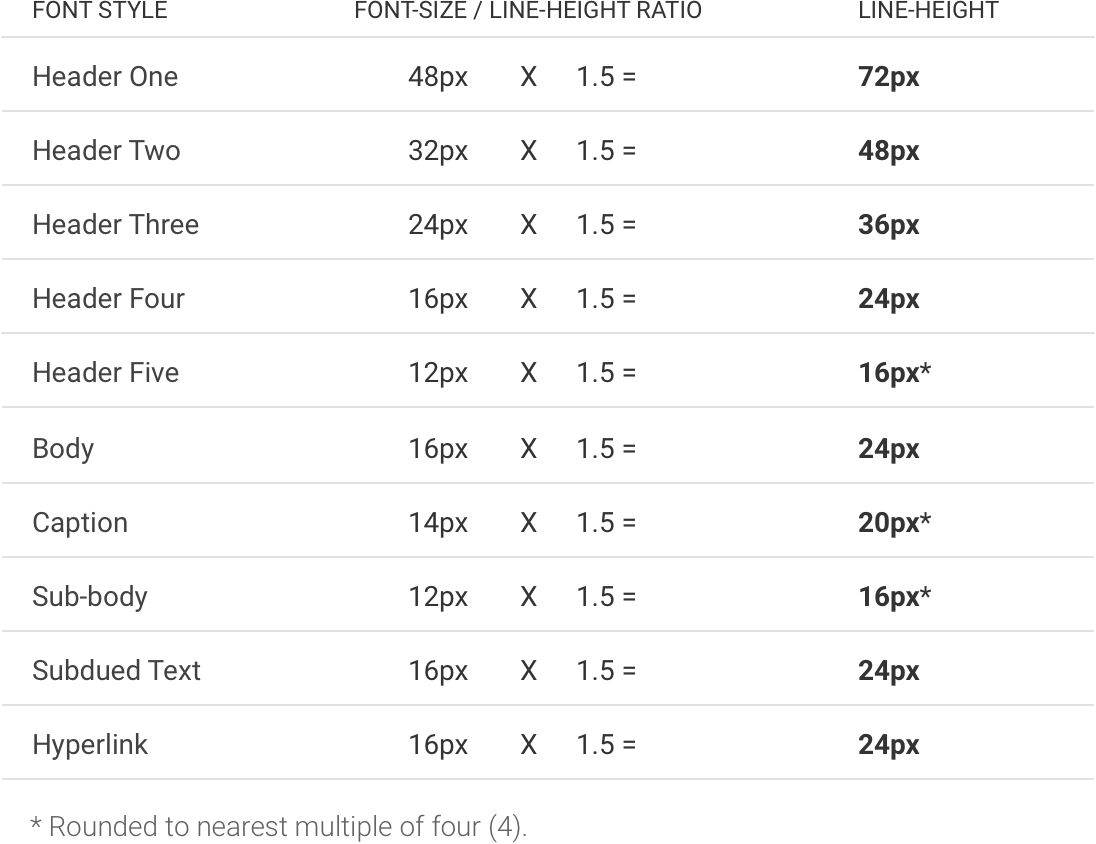 FONT STYLE FONT-SIZE / LINE-HEIGHT RATIO LINE-HEIGHT
Header One 48px X 1.5 = 72px
Header Two 32px X 1.5 = 48px
Header Three 24px X 1.5 = 36px
Header Four 16px X 1.5 = 24px
Header Five 12px X 1.5 = 16px*
Body 16px X 1.5 = 24px
Caption 14px X 1.5 = 20px*
Sub-body 12px X 1.5 = 16px*
Subdued Text 16px X 1.5 = 24px
Hyperlink 16px X 1.5 = 24px
* Rounded to nearest multiple of four (4).